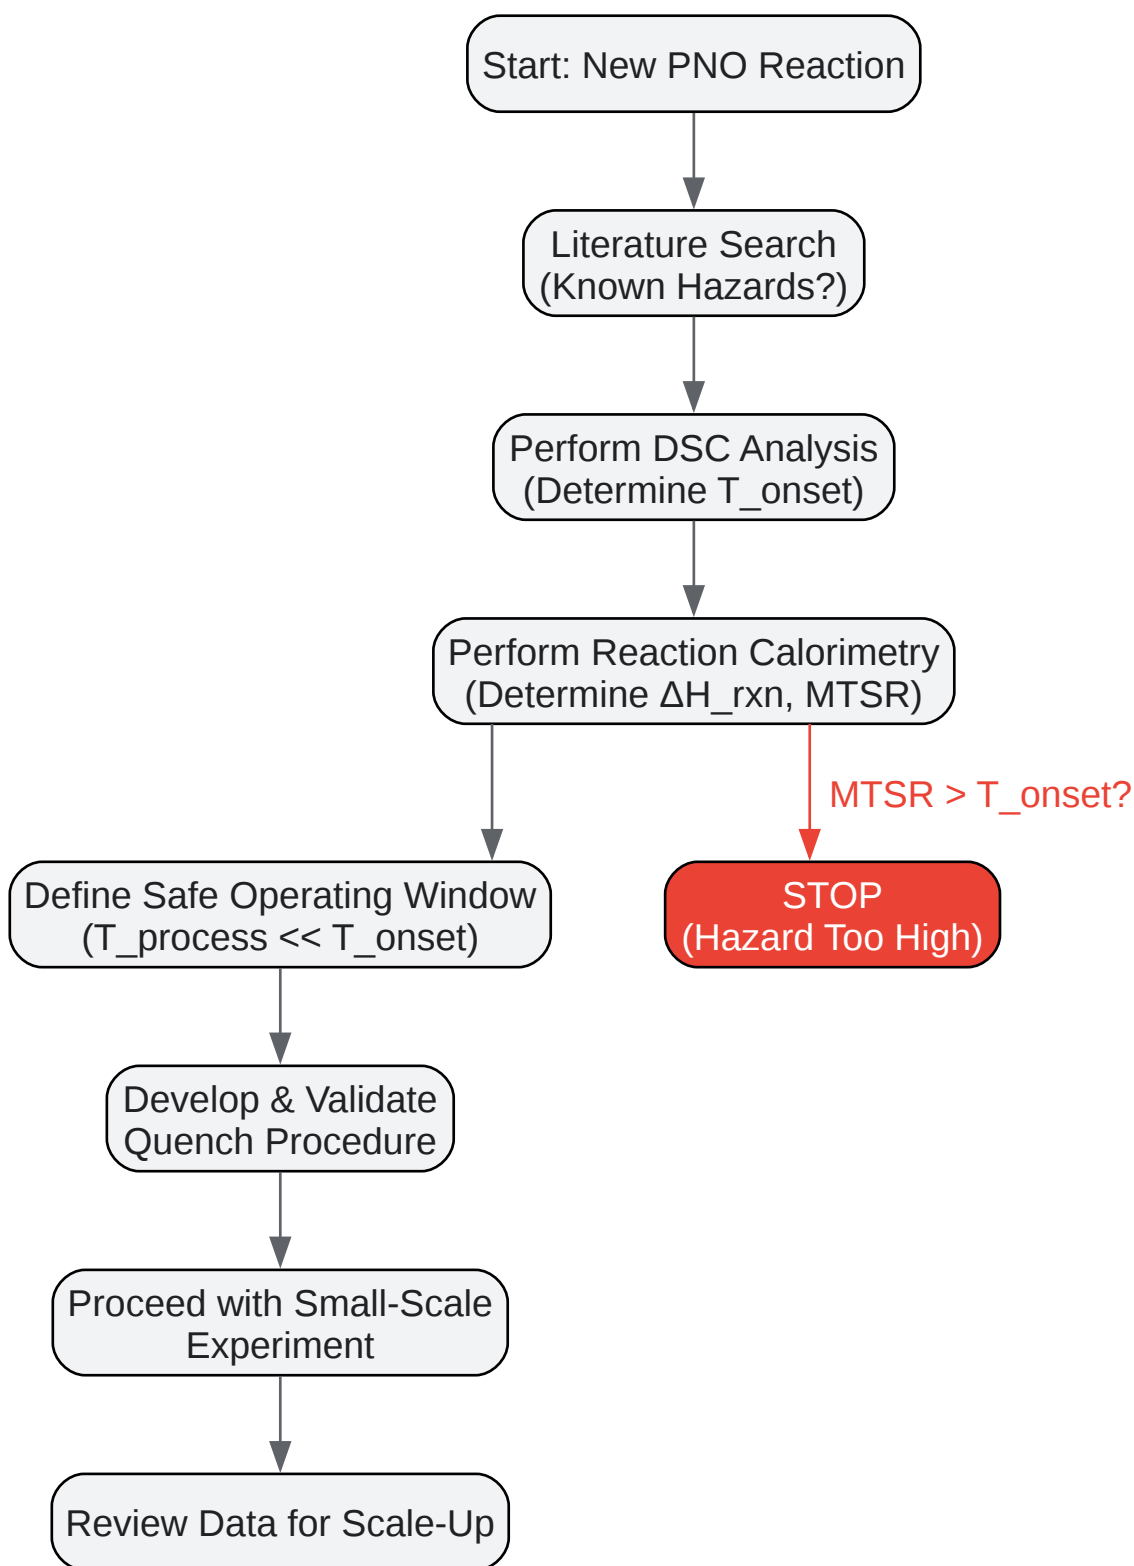 Start: New PNO Reaction
Literature Search
(Known Hazards?)
Perform DSC Analysis
(Determine T_onset)
Perform Reaction Calorimetry
(Determine ΔH_rxn, MTSR)
MTSR > T_onset?
Define Safe Operating Window
(T_process << T_onset)
STOP
(Hazard Too High)
Develop & Validate
Quench Procedure
Proceed with Small-Scale
Experiment
Review Data for Scale-Up